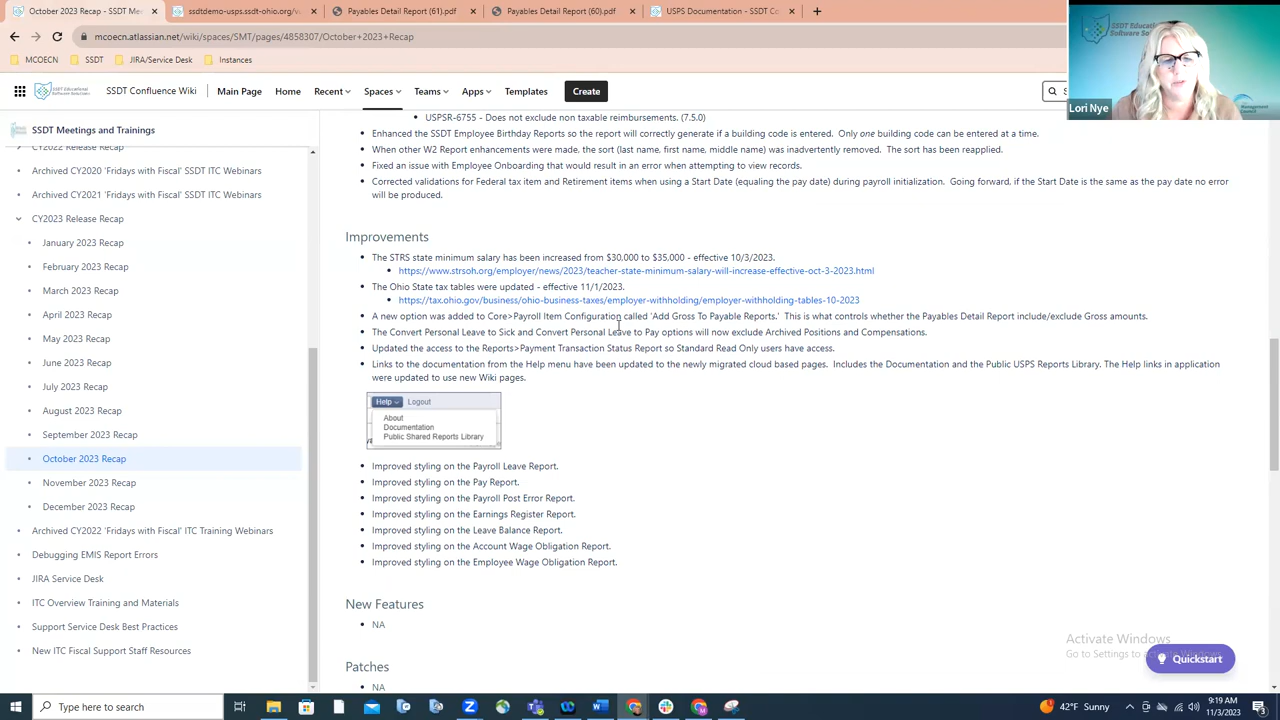 October 2023 Recap - SSDT Me
ssdtdemo-usps.ssdt-ohio.org/v
Payables Detail Report (61).pdf
Payables Detail Report (60).pdf
USPS Documentation - SSDT Co
mcoecn.atlassian.net/wiki/spaces/SMT/pages/4858307/October+2023+Recap
MCOECN SSDT JIRA/Service Desk Instances
SSDT Confluence Wiki Main Page Home Recent Spaces Teams Apps Templates Create
Lori Nye
SSDT Meetings and Trainings
CY2022 Release Recap
Archived CY2020 'Fridays with Fiscal' SSDT ITC Webinars
Archived CY2021 'Fridays with Fiscal' SSDT ITC Webinars
CY2023 Release Recap
January 2023 Recap
February 2023 Recap
March 2023 Recap
April 2023 Recap
May 2023 Recap
June 2023 Recap
July 2023 Recap
August 2023 Recap
September 2023 Recap
October 2023 Recap
November 2023 Recap
December 2023 Recap
Archived CY2022 'Fridays with Fiscal' ITC Training Webinars
Debugging EMIS Report Errors
JIRA Service Desk
ITC Overview Training and Materials
Support Service Desk Best Practices
New ITC Fiscal Support Staff Resources
USPSR-6755 - Does not exclude non taxable reimbursements. (7.5.0)
Enhanced the SSDT Employee Birthday Reports so the report will correctly generate if a building code is entered. Only one building code can be entered at a time.
When other W2 Report enhancements were made, the sort (last name, first name, middle name) was inadvertently removed. The sort has been reapplied.
Fixed an issue with Employee Onboarding that would result in an error when attempting to view records.
Corrected validations for Federal tax item and Retirement items when using a Start Date (equaling the pay date) during payroll initialization. Going forward, if the Start Date is the same as the pay date no error
will be produced.
Improvements
The STRS state minimum salary has been increased from $30,000 to $35,000 - effective 10/3/2023.
https://www.strsoh.org/employer/news/2023/teacher-state-minimum-salary-will-increase-effective-oct-3-2023.html
The Ohio State tax tables were updated - effective 11/1/2023.
https://tax.ohio.gov/business/ohio-business-taxes/employer-withholding/employer-withholding-tables-10-2023
A new option was added to Core>Payroll Item Configuration called 'Add Gross To Payable Reports.' This is what controls whether the Payables Detail Report include/exclude Gross amounts.
The Convert Personal Leave to Sick and Convert Personal Leave to Pay options will now exclude Archived Positions and Compensations.
Updated the access to the Reports>Payment Transaction Status Report so Standard Read Only users have access.
Links to the documentation from the Help menu have been updated to the newly migrated cloud based pages. Includes the Documentation and the Public USPS Reports Library. The Help links in application
were updated to use new Wiki pages.
Help Logout
About
Documentation
Public Shared Reports Library
Improved styling on the Payroll Leave Report.
Improved styling on the Pay Report.
Improved styling on the Payroll Post Error Report.
Improved styling on the Earnings Register Report.
Improved styling on the Leave Balance Report.
Improved styling on the Account Wage Obligation Report.
Improved styling on the Employee Wage Obligation Report.
New Features
NA
Patches
NA
Activate Windows
Go to Settings to activate Windows.
Quickstart
Type here to search
42°F Sunny
9:19 AM
11/3/2023